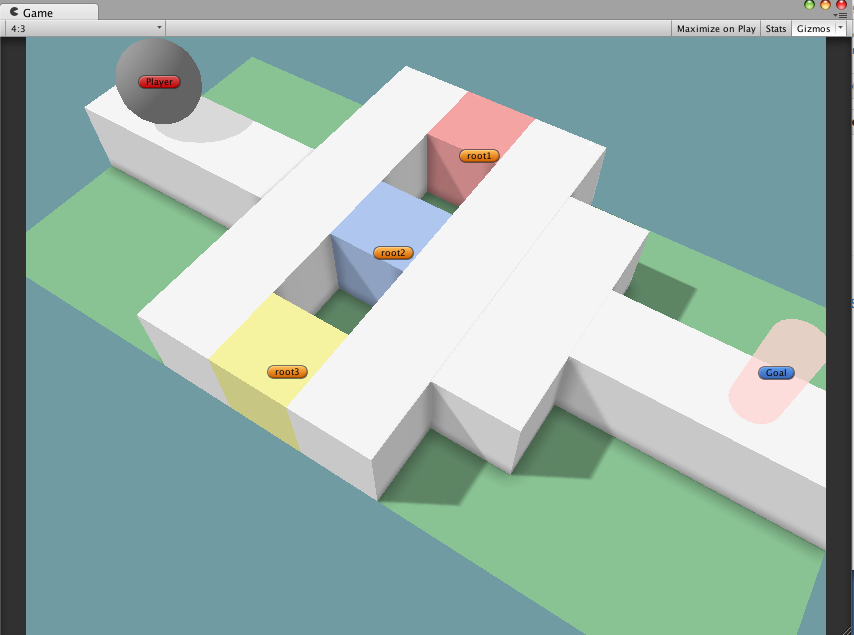 Game
4:3
Maximize on Play
Stats
Gizmos
Player
root1
root2
root3
Goal